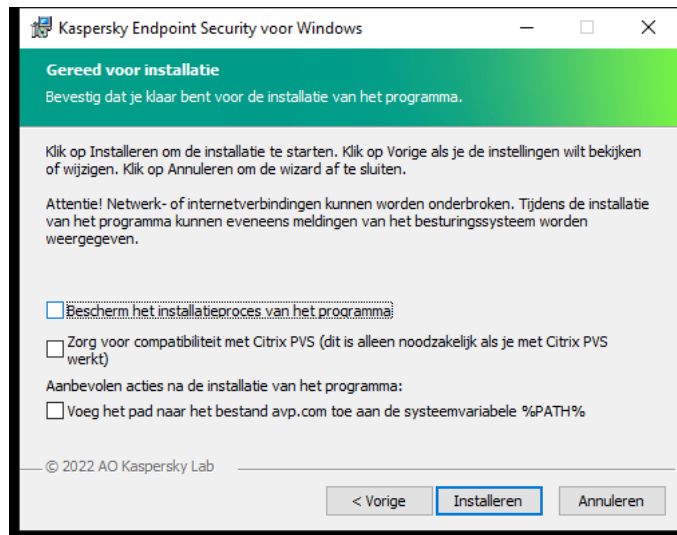 Kaspersky Endpoint Security voor Windows
Gereed voor installatie
Bevestig dat je klaar bent voor de installatie van het programma.
Klik op Installeren om de installatie te starten. Klik op Vorige als je de instellingen wilt bekijken
of wijzigen. Klik op Annuleren om de wizard af te sluiten.
Attentie! Netwerk- of internetverbindingen kunnen worden onderbroken. Tijdens de installatie
van het programma kunnen eveneens meldingen van het besturingssysteem worden
weergegeven.
Bescherm het installatieproces van het programma
Zorg voor compatibiliteit met Citrix PVS (dit is alleen noodzakelijk als je met Citrix PVS
werkt)
Aanbevolen acties na de installatie van het programma:
Voeg het pad naar het bestand avp.com toe aan de systeemvariabele %PATH%
© 2022 AO Kaspersky Lab
< Vorige Installeren Annuleren